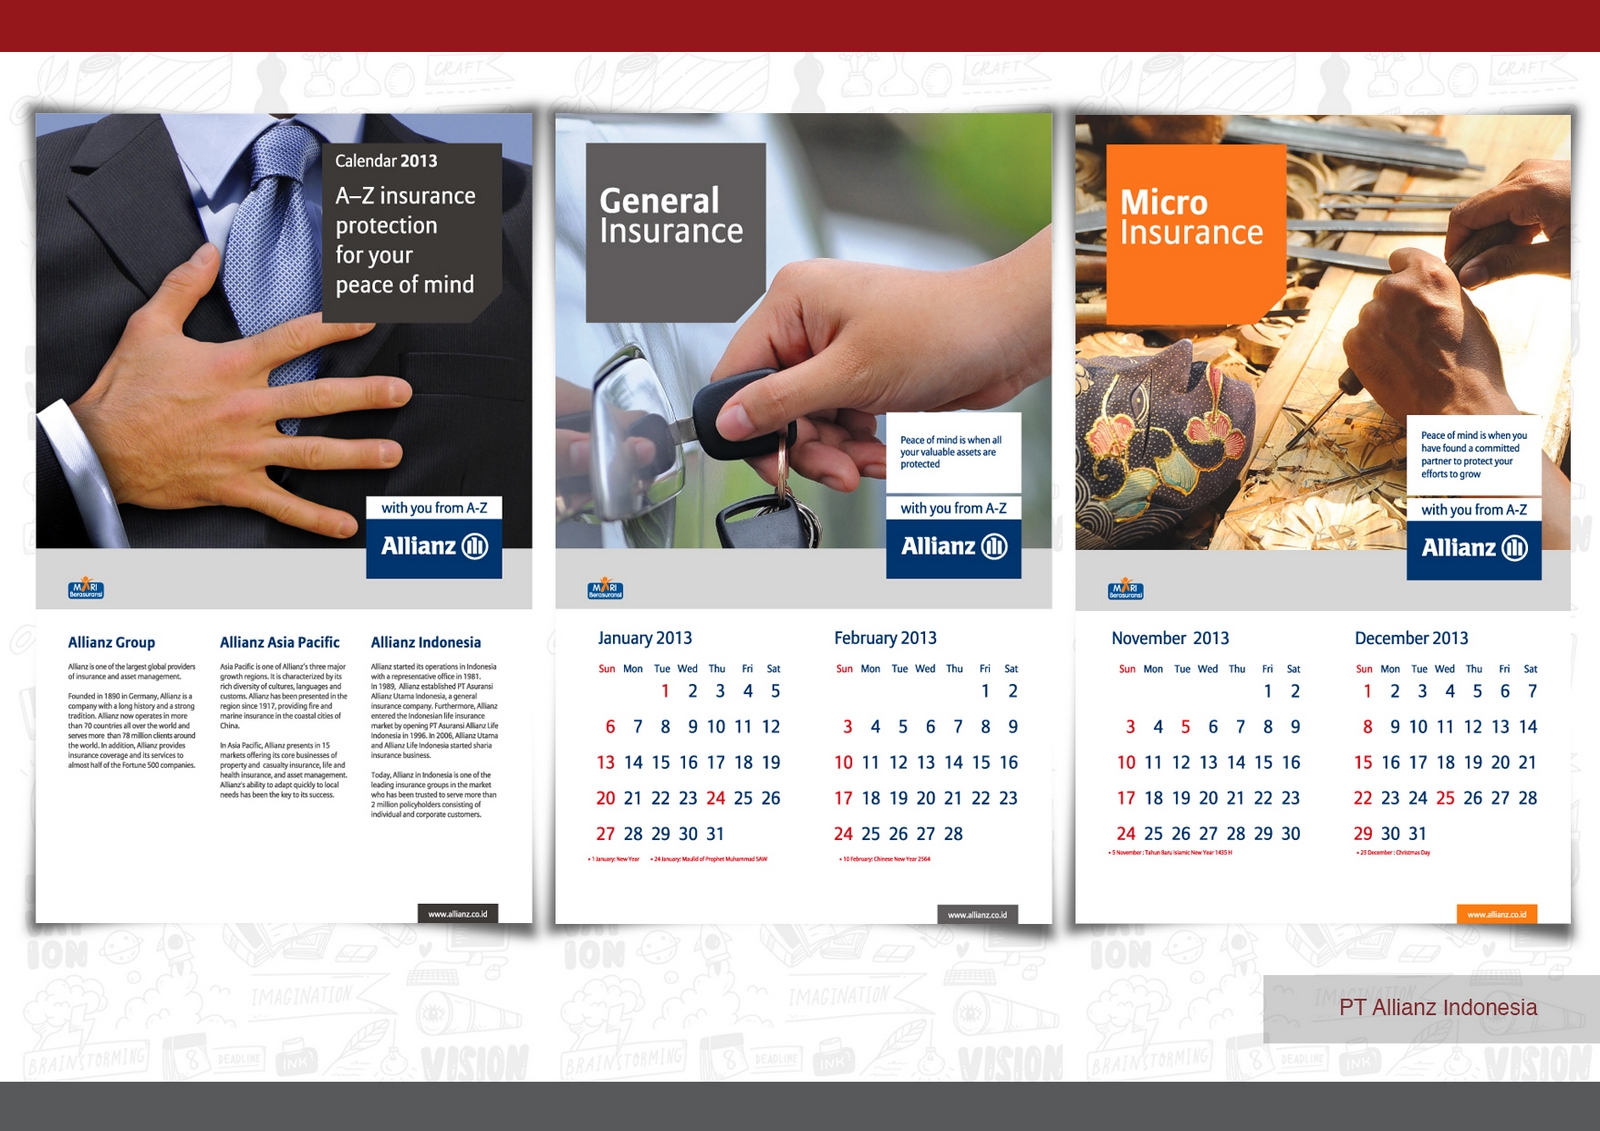 Calendar 2013
A–Z insurance
protection
for your
peace of mind
with you from A-Z
Allianz
MARI
Berasuransi
Allianz Group
Allianz is one of the largest global providers
of insurance and asset management.
Founded in 1890 in Germany, Allianz is a
company with a long history and a strong
tradition. Allianz now operates in more
than 70 countries all over the world and
serves more than 78 million clients around
the world. In addition, Allianz provides
insurance coverage and its services to
almost half of the Fortune 500 companies.
Allianz Asia Pacific
Asia Pacific is one of Allianz's three major
growth regions. It is characterized by its
rich diversity of cultures, languages and
customs. Allianz has been presented in the
region since 1917, providing fire and
marine insurance in the coastal cities of
China.
In Asia Pacific, Allianz presents in 15
markets offering its core businesses of
property and casualty insurance, life and
health insurance, and asset management.
Allianz's ability to adapt quickly to local
needs has been the key to its success.
Allianz Indonesia
Allianz started its operations in Indonesia
with a representative office in 1981.
In 1989, Allianz established PT Asuransi
Allianz Utama Indonesia, a general
insurance company. Furthermore, Allianz
entered the Indonesian life insurance
market by opening PT Asuransi Allianz Life
Indonesia in 1996. In 2006, Allianz Utama
and Allianz Life Indonesia started sharia
insurance business.
Today, Allianz in Indonesia is one of the
leading insurance groups in the market
who has been trusted to serve more than
2 million policyholders consisting of
individual and corporate customers.
www.allianz.co.id
General
Insurance
Peace of mind is when all
your valuable assets are
protected
with you from A-Z
Allianz
MARI
Berasuransi
January 2013
Sun Mon Tue Wed Thu Fri Sat
1 2 3 4 5
6 7 8 9 10 11 12
13 14 15 16 17 18 19
20 21 22 23 24 25 26
27 28 29 30 31
• 1 January: New Year • 24 January: Maulid of Prophet Muhammad SAW
February 2013
Sun Mon Tue Wed Thu Fri Sat
1 2
3 4 5 6 7 8 9
10 11 12 13 14 15 16
17 18 19 20 21 22 23
24 25 26 27 28
• 10 February: Chinese New Year 2564
www.allianz.co.id
Micro
Insurance
Peace of mind is when you
have found a committed
partner to protect your
efforts to grow
with you from A-Z
Allianz
MARI
Berasuransi
November 2013
Sun Mon Tue Wed Thu Fri Sat
1 2
3 4 5 6 7 8 9
10 11 12 13 14 15 16
17 18 19 20 21 22 23
24 25 26 27 28 29 30
• 5 November : Tahun Baru Islamic New Year 1435 H
December 2013
Sun Mon Tue Wed Thu Fri Sat
1 2 3 4 5 6 7
8 9 10 11 12 13 14
15 16 17 18 19 20 21
22 23 24 25 26 27 28
29 30 31
• 25 December : Christmas Day
www.allianz.co.id
PT Allianz Indonesia
CRAFT
CRAFT
CRAFT
ION
ION
ION
IMAGINATION
IMAGINATION
BRAINSTORMING
8
DEADLINE
INK
VISION
BRAINSTORMING
8
DEADLINE
INK
VISION
BRAINSTORMING
8
DEADLINE
INK
VISION